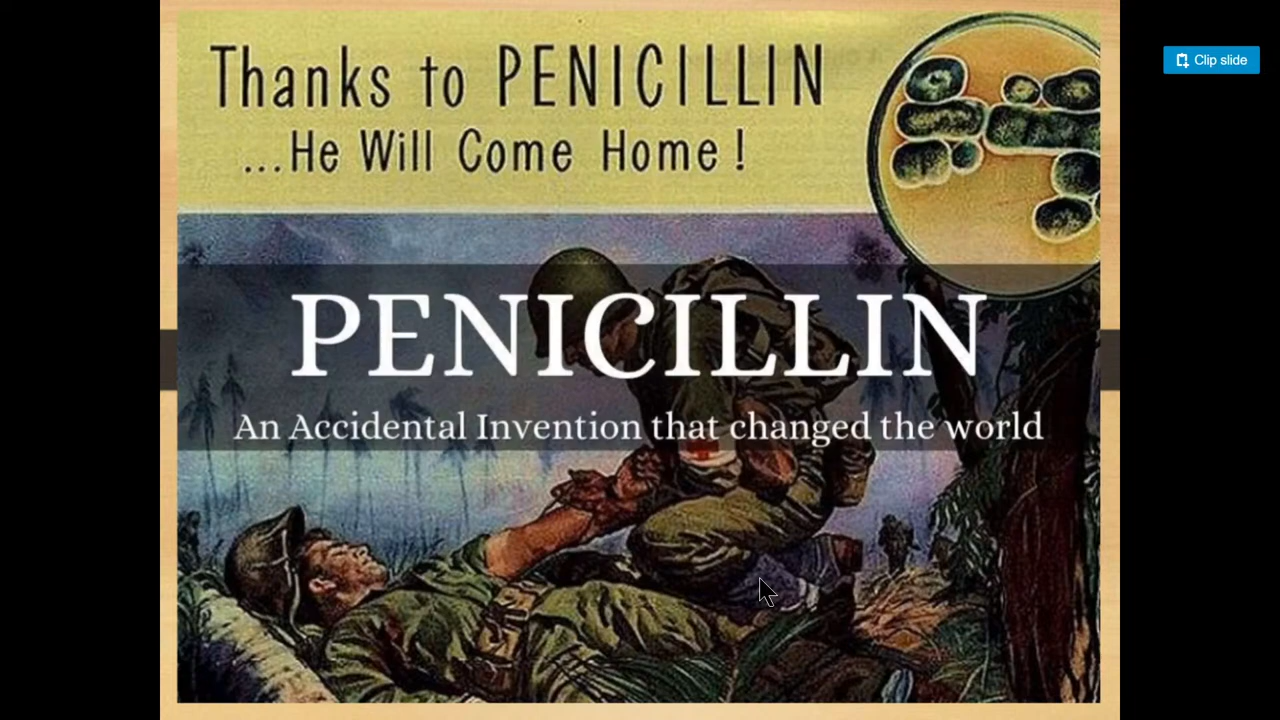 Thanks to PENICILLIN
...He Will Come Home!
Clip slide
PENICILLIN
An Accidental Invention that changed the world